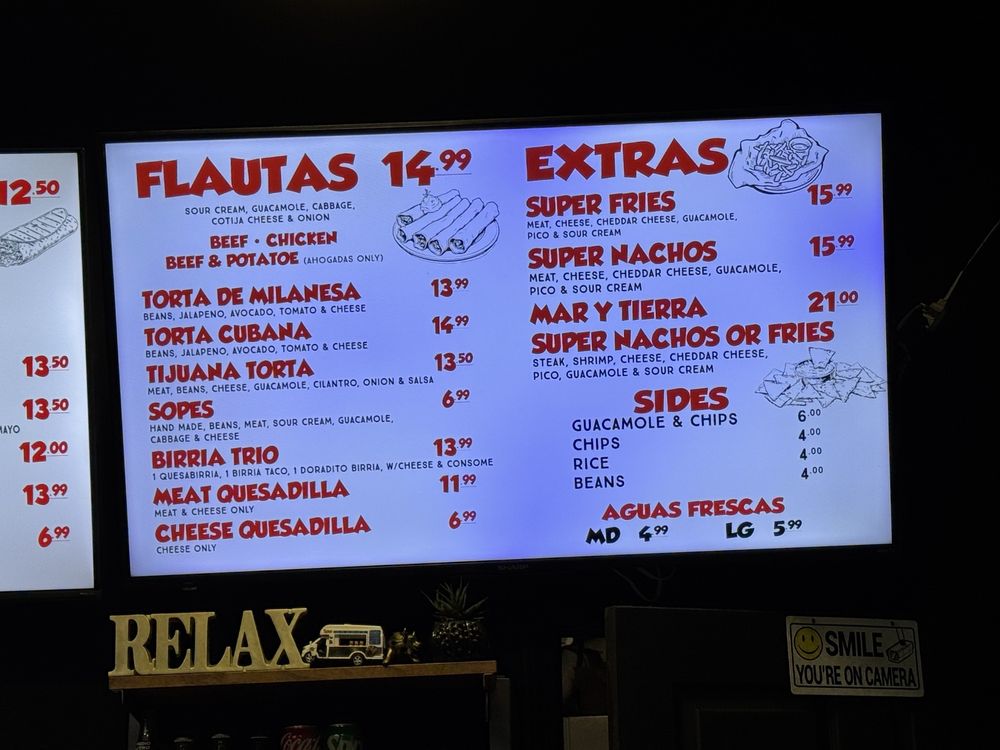 12.50
13.50
13.50
MAYO
12.00
13.99
6.99
FLAUTAS 14.99
SOUR CREAM, GUACAMOLE, CABBAGE,
COTIJA CHEESE & ONION
BEEF • CHICKEN
BEEF & POTATOE (AHOGADAS ONLY)
TORTA DE MILANESA 13.99
BEANS, JALAPENO, AVOCADO, TOMATO & CHEESE
TORTA CUBANA 14.99
BEANS, JALAPENO, AVOCADO, TOMATO & CHEESE
TIJUANA TORTA 13.50
MEAT, BEANS, CHEESE, GUACAMOLE, CILANTRO, ONION & SALSA
SOPES 6.99
HAND MADE, BEANS, MEAT, SOUR CREAM, GUACAMOLE,
CABBAGE & CHEESE
BIRRIA TRIO 13.99
1 QUESABIRRIA, 1 BIRRIA TACO, 1 DORADITO BIRRIA, W/CHEESE & CONSOME
MEAT QUESADILLA 11.99
MEAT & CHEESE ONLY
CHEESE QUESADILLA 6.99
CHEESE ONLY
EXTRAS
SUPER FRIES 15.99
MEAT, CHEESE, CHEDDAR CHEESE, GUACAMOLE,
PICO & SOUR CREAM
SUPER NACHOS 15.99
MEAT, CHEESE, CHEDDAR CHEESE, GUACAMOLE,
PICO & SOUR CREAM
MAR Y TIERRA 21.00
SUPER NACHOS OR FRIES
STEAK, SHRIMP, CHEESE, CHEDDAR CHEESE,
PICO, GUACAMOLE & SOUR CREAM
SIDES
GUACAMOLE & CHIPS 6.00
CHIPS 4.00
RICE 4.00
BEANS 4.00
AGUAS FRESCAS
MD 4.99 LG 5.99
SHARP
RELAX
SMILE
YOU'RE ON CAMERA